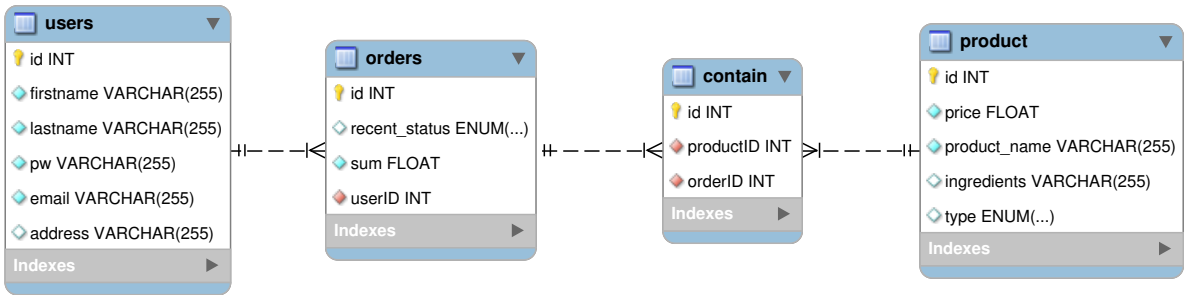 users
id INT
firstname VARCHAR(255)
lastname VARCHAR(255)
pw VARCHAR(255)
email VARCHAR(255)
address VARCHAR(255)
Indexes
orders
id INT
recent_status ENUM(...)
sum FLOAT
userID INT
Indexes
contain
id INT
productID INT
orderID INT
Indexes
product
id INT
price FLOAT
product_name VARCHAR(255)
ingredients VARCHAR(255)
type ENUM(...)
Indexes